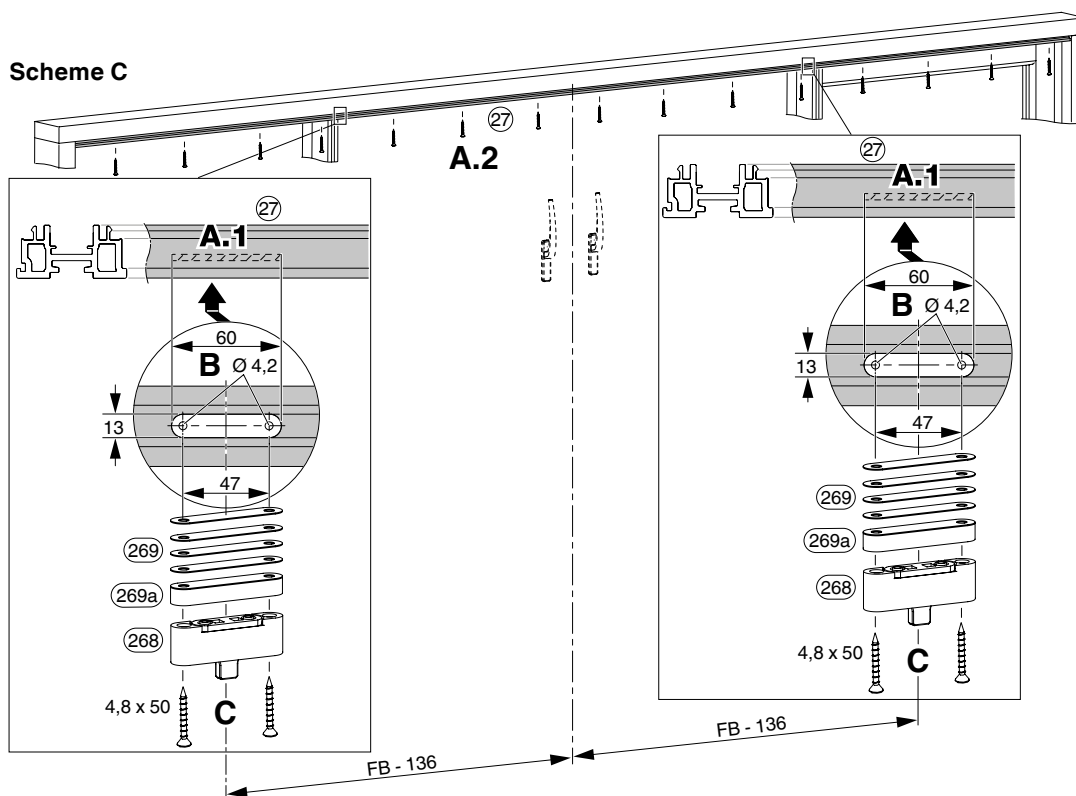 Scheme C
27
A.2
27
A.1
60
B Ø 4,2
13
47
269
269a
268
4,8 x 50
C
27
A.1
60
B Ø 4,2
13
47
269
269a
268
4,8 x 50
C
FB - 136
FB - 136